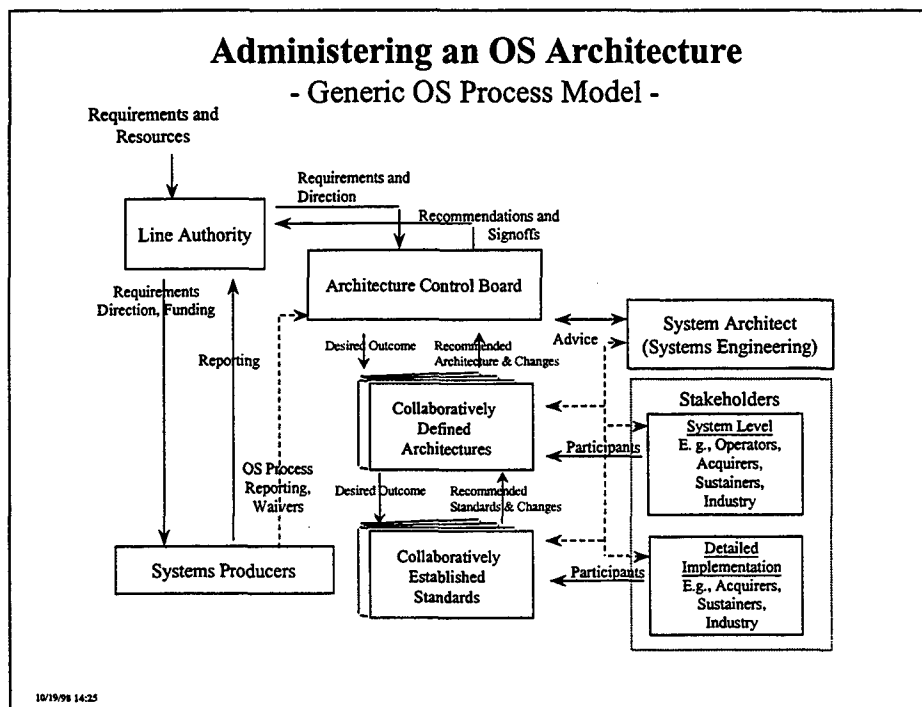 Administering an OS Architecture
- Generic OS Process Model -
Requirements and
Resources
Requirements and
Direction
Recommendations and
Signoffs
Line Authority
Architecture Control Board
Requirements
Direction, Funding
Reporting
Desired Outcome
Recommended
Architecture & Changes
Advice
System Architect
(Systems Engineering)
Stakeholders
Collaboratively
Defined
Architectures
Participants
System Level
E. g., Operators,
Acquirers,
Sustainers,
Industry
OS Process
Reporting,
Waivers
Desired Outcome
Recommended
Standards & Changes
Systems Producers
Collaboratively
Established
Standards
Participants
Detailed
Implementation
E.g., Acquirers,
Sustainers,
Industry
10/19/98 14:25